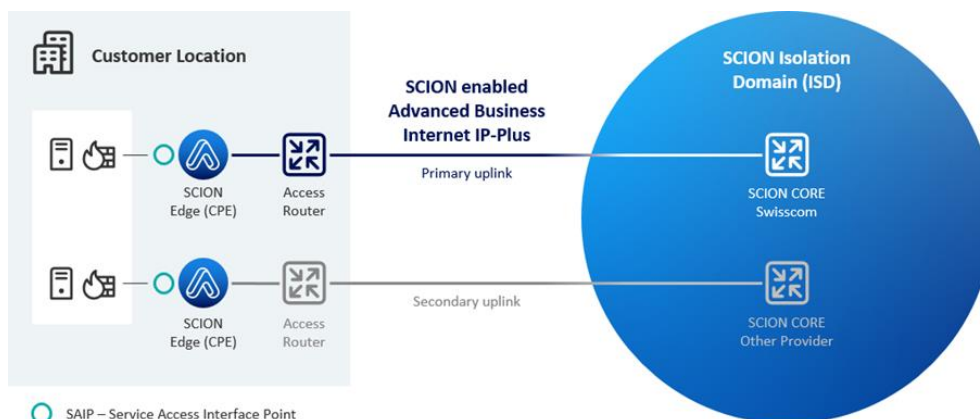 Customer Location
SCION enabled
Advanced Business
Internet IP-Plus
Primary uplink
SCION Isolation
Domain (ISD)
SCION
Edge (CPE)
Access
Router
SCION CORE
Swisscom
Secondary uplink
SCION
Edge (CPE)
Access
Router
SCION CORE
Other Provider
SAIP – Service Access Interface Point